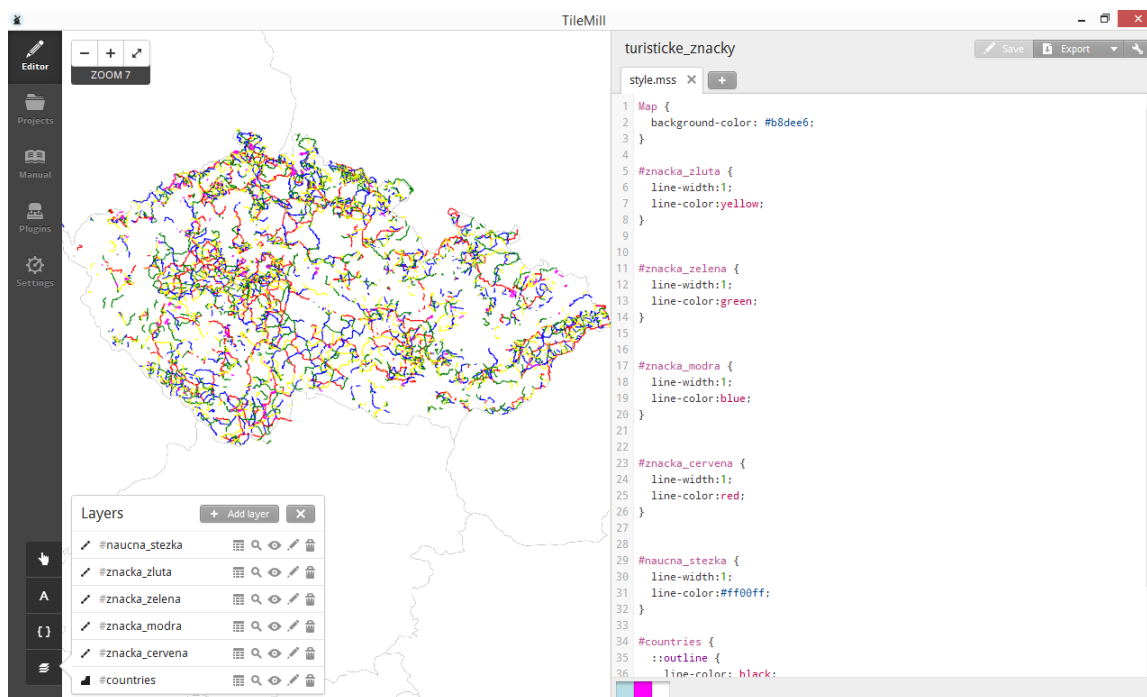 TileMill
Editor
Projects
Manual
Plugins
Settings
ZOOM 7
turisticke_znacky
Save
Export
style.mss
1 Map {
2 background-color: #b8dee6;
3 }
4
5 #znacka_zluta {
6 line-width:1;
7 line-color:yellow;
8 }
9
10
11 #znacka_zelena {
12 line-width:1;
13 line-color:green;
14 }
15
16
17 #znacka_modra {
18 line-width:1;
19 line-color:blue;
20 }
21
22
23 #znacka_cervena {
24 line-width:1;
25 line-color:red;
26 }
27
28
29 #naucna_stezka {
30 line-width:1;
31 line-color:#ff00ff;
32 }
33
34 #countries {
35 ::outline {
36 line-color: black;
Layers
+ Add layer
#naucna_stezka
#znacka_zluta
#znacka_zelena
#znacka_modra
#znacka_cervena
#countries
A
{ }